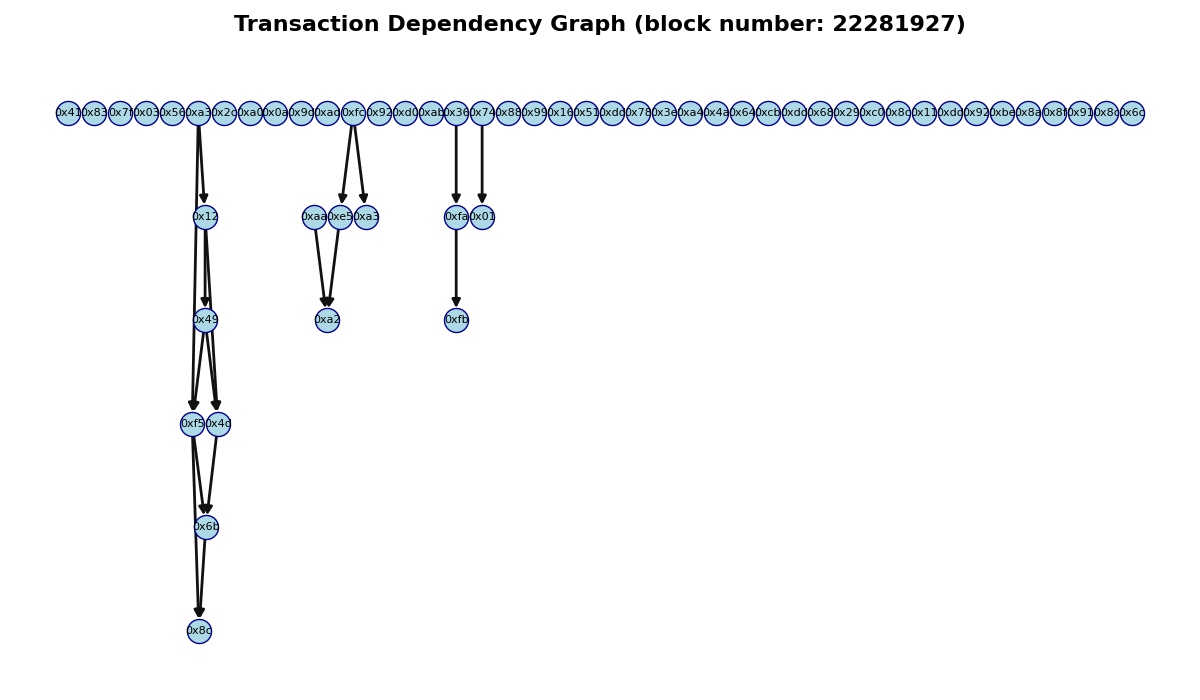 Transaction Dependency Graph (block number: 22281927)
0x41 0x83 0x7f 0x03 0x56 0xa3 0x2c 0xa0 0x0a 0x9d 0xad 0xfc 0x92 0xd0 0xab 0x36 0x74 0x88 0x99 0x16 0x51 0xdd 0x78 0x3e 0xa4 0x4a 0x64 0xcb 0xdd 0x68 0x29 0xc0 0x8c 0x11 0xdd 0x92 0xbe 0x8a 0x8f 0x91 0x8c 0x6c
0x12 0xaa 0xe5 0xa3 0xfa 0x01
0x49 0xa2 0xfb
0xf5 0x4d
0x6b
0x8c